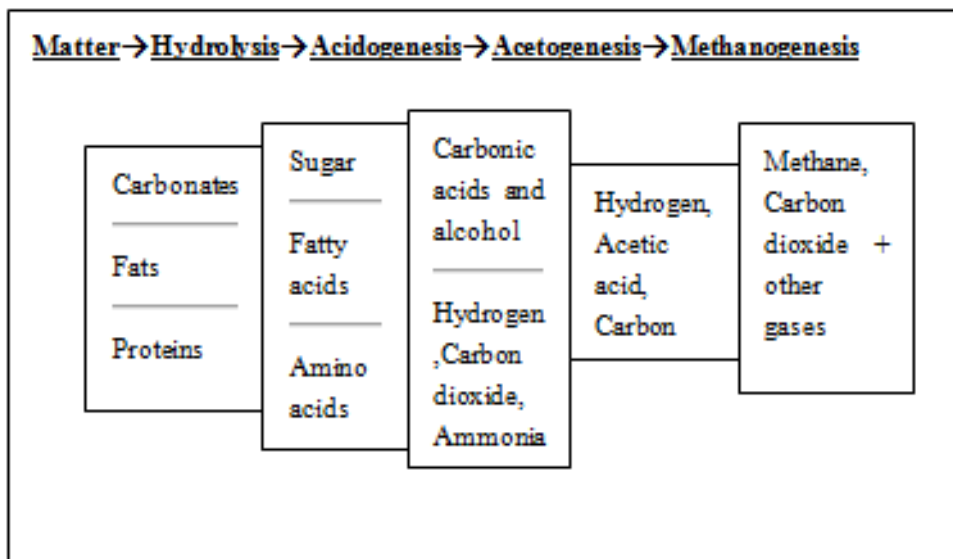 Matter→Hydrolysis→Acidogenesis→Acetogenesis→Methanogenesis
Carbonates
Fats
Proteins
Sugar
Fatty
acids
Amino
acids
Carbonic
acids and
alcohol
Hydrogen
,Carbon
dioxide,
Ammonia
Hydrogen,
Acetic
acid,
Carbon
Methane,
Carbon
dioxide +
other
gases